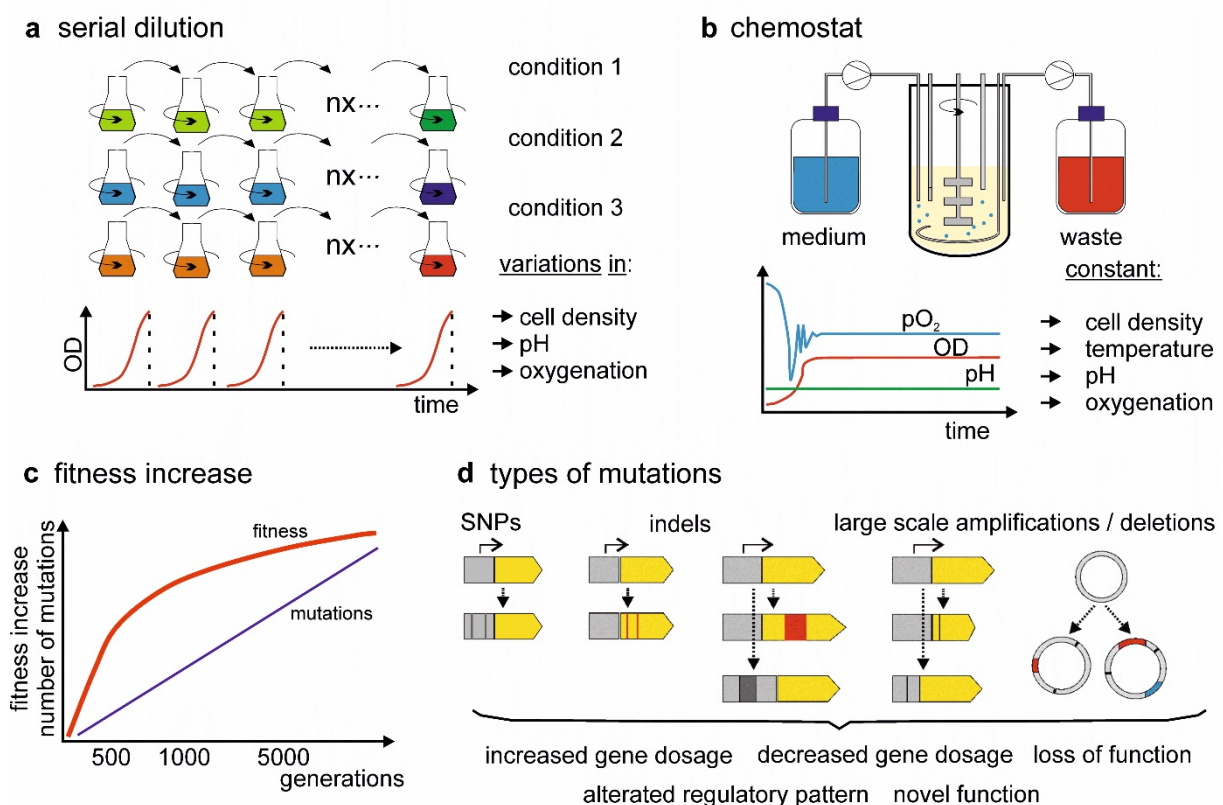 a serial dilution
condition 1
nx···
condition 2
nx···
condition 3
nx···
variations in:
cell density
pH
oxygenation
OD
time
b chemostat
medium
waste
constant:
pO2
OD
pH
cell density
temperature
pH
oxygenation
time
c fitness increase
fitness increase
number of mutations
fitness
mutations
500 1000 5000
generations
d types of mutations
SNPs indels large scale amplifications / deletions
increased gene dosage decreased gene dosage loss of function
alterated regulatory pattern novel function